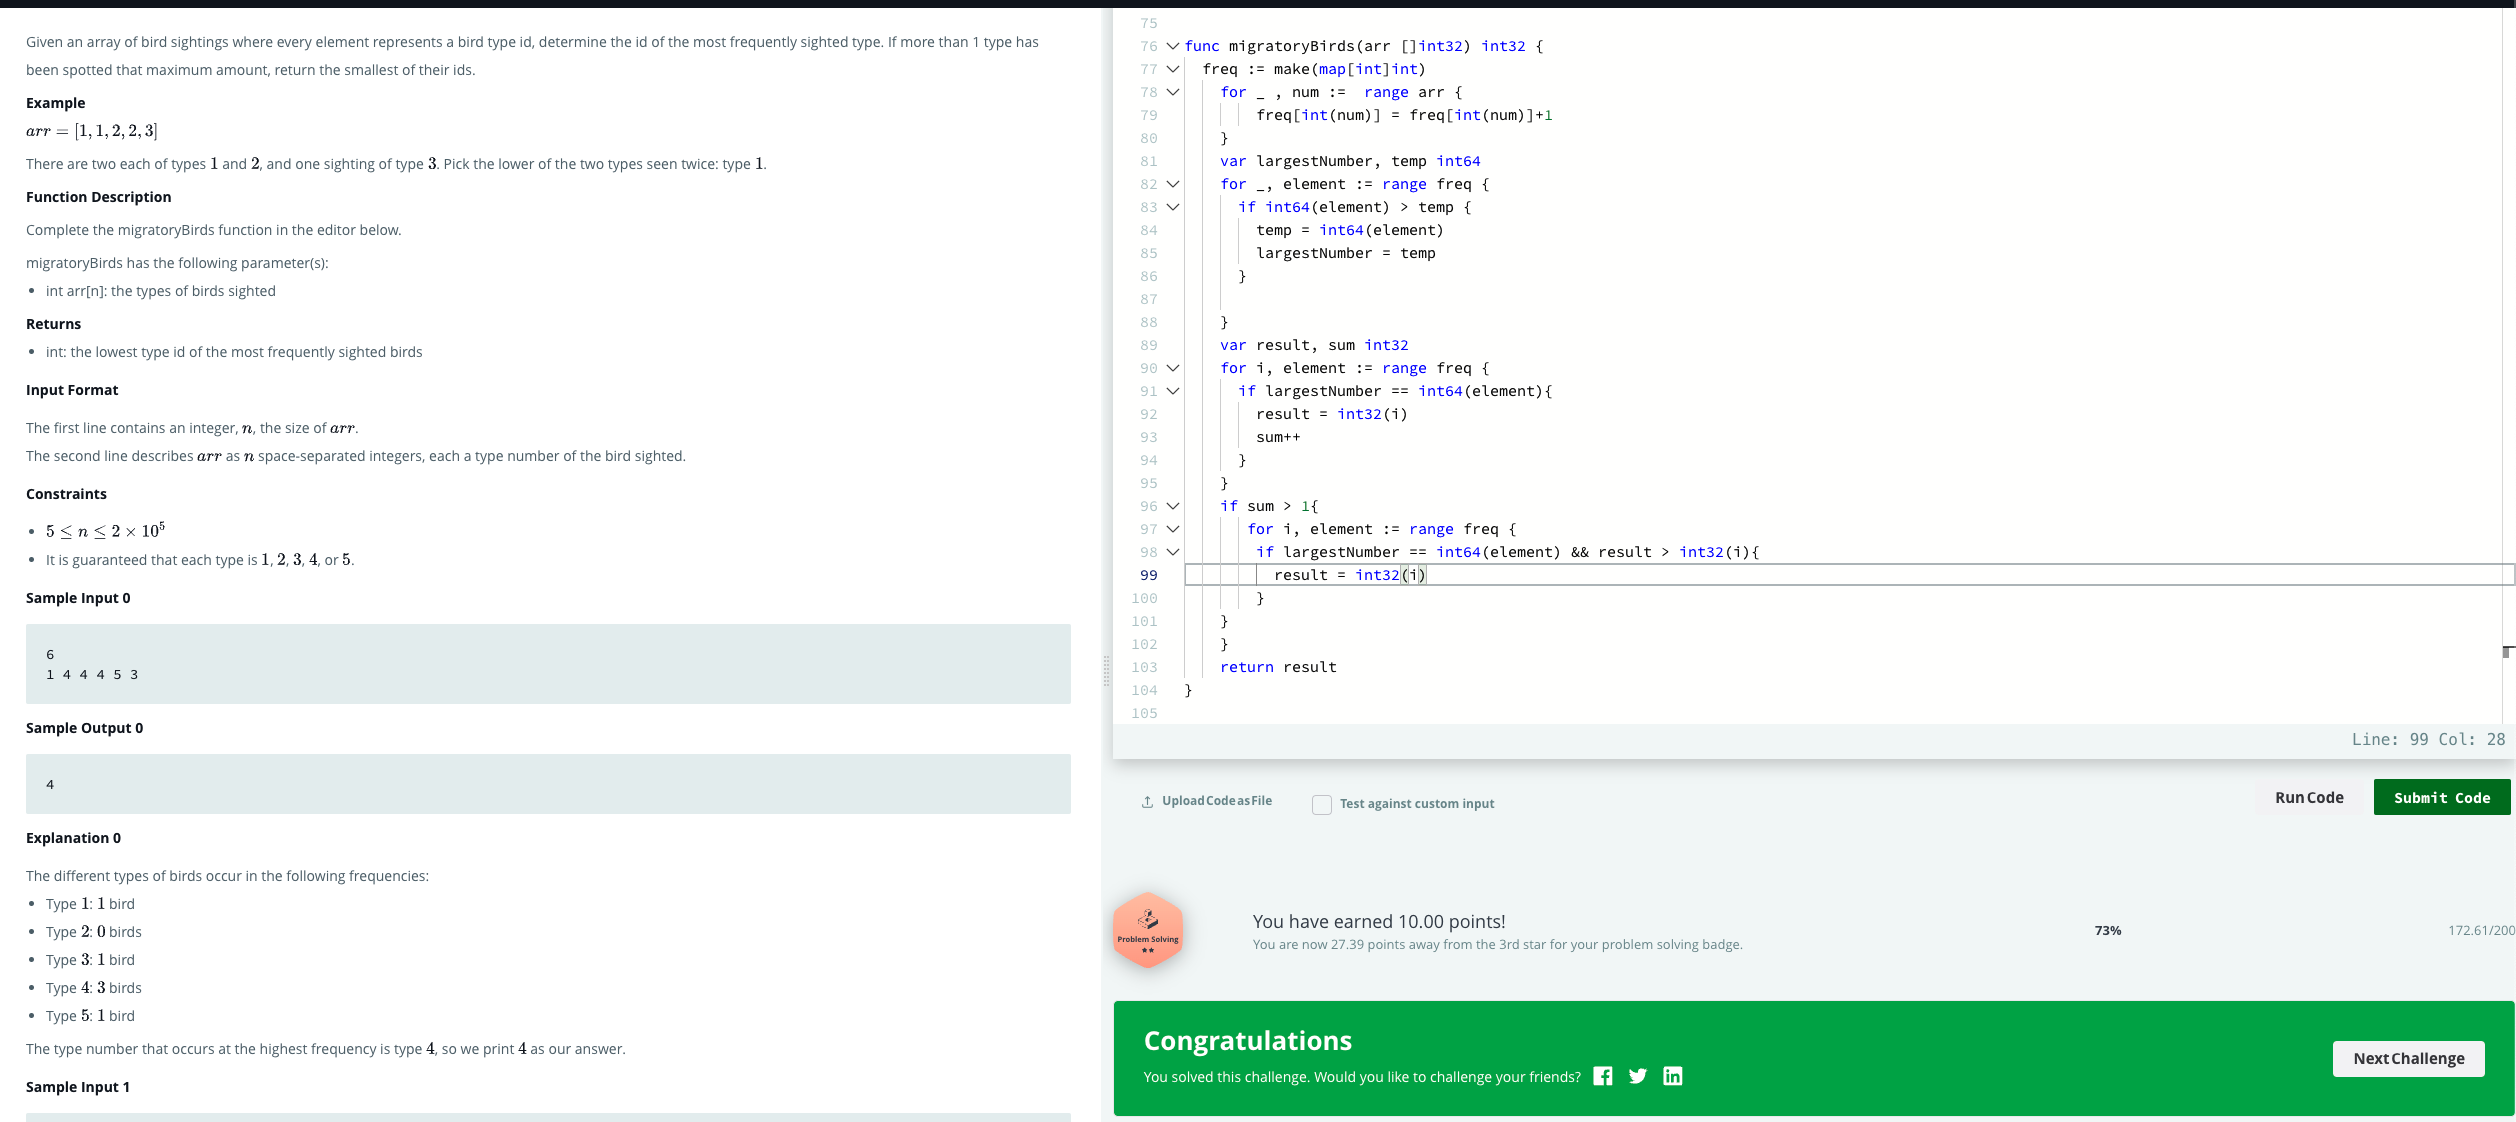 Given an array of bird sightings where every element represents a bird type id, determine the id of the most frequently sighted type. If more than 1 type has
been spotted that maximum amount, return the smallest of their ids.
Example
arr = [1, 1, 2, 2, 3]
There are two each of types 1 and 2, and one sighting of type 3. Pick the lower of the two types seen twice: type 1.
Function Description
Complete the migratoryBirds function in the editor below.
migratoryBirds has the following parameter(s):
• int arr[n]: the types of birds sighted
Returns
• int: the lowest type id of the most frequently sighted birds
Input Format
The first line contains an integer, n, the size of arr.
The second line describes arr as n space-separated integers, each a type number of the bird sighted.
Constraints
• 5 ≤ n ≤ 2 × 10⁵
• It is guaranteed that each type is 1, 2, 3, 4, or 5.
Sample Input 0
6
1 4 4 4 5 3
Sample Output 0
4
Explanation 0
The different types of birds occur in the following frequencies:
• Type 1: 1 bird
• Type 2: 0 birds
• Type 3: 1 bird
• Type 4: 3 birds
• Type 5: 1 bird
The type number that occurs at the highest frequency is type 4, so we print 4 as our answer.
Sample Input 1
75
76 func migratoryBirds(arr []int32) int32 {
77 freq := make(map[int]int)
78 for _ , num :=  range arr {
79 freq[int(num)] = freq[int(num)]+1
80 }
81 var largestNumber, temp int64
82 for _, element := range freq {
83 if int64(element) > temp {
84 temp = int64(element)
85 largestNumber = temp
86 }
87
88 }
89 var result, sum int32
90 for i, element := range freq {
91 if largestNumber == int64(element){
92 result = int32(i)
93 sum++
94 }
95 }
96 if sum > 1{
97 for i, element := range freq {
98 if largestNumber == int64(element) && result > int32(i){
99 result = int32(i)
100 }
101 }
102 }
103 return result
104 }
105
Line: 99 Col: 28
Upload Code as File
Test against custom input
Run Code
Submit Code
Problem Solving
You have earned 10.00 points!
You are now 27.39 points away from the 3rd star for your problem solving badge.
73%
172.61/200
Congratulations
You solved this challenge. Would you like to challenge your friends?
Next Challenge